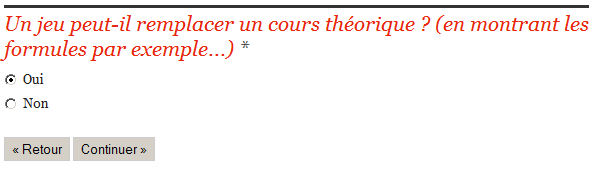 Un jeu peut-il remplacer un cours théorique ? (en montrant les
formules par exemple...) *
Oui
Non
« Retour Continuer »